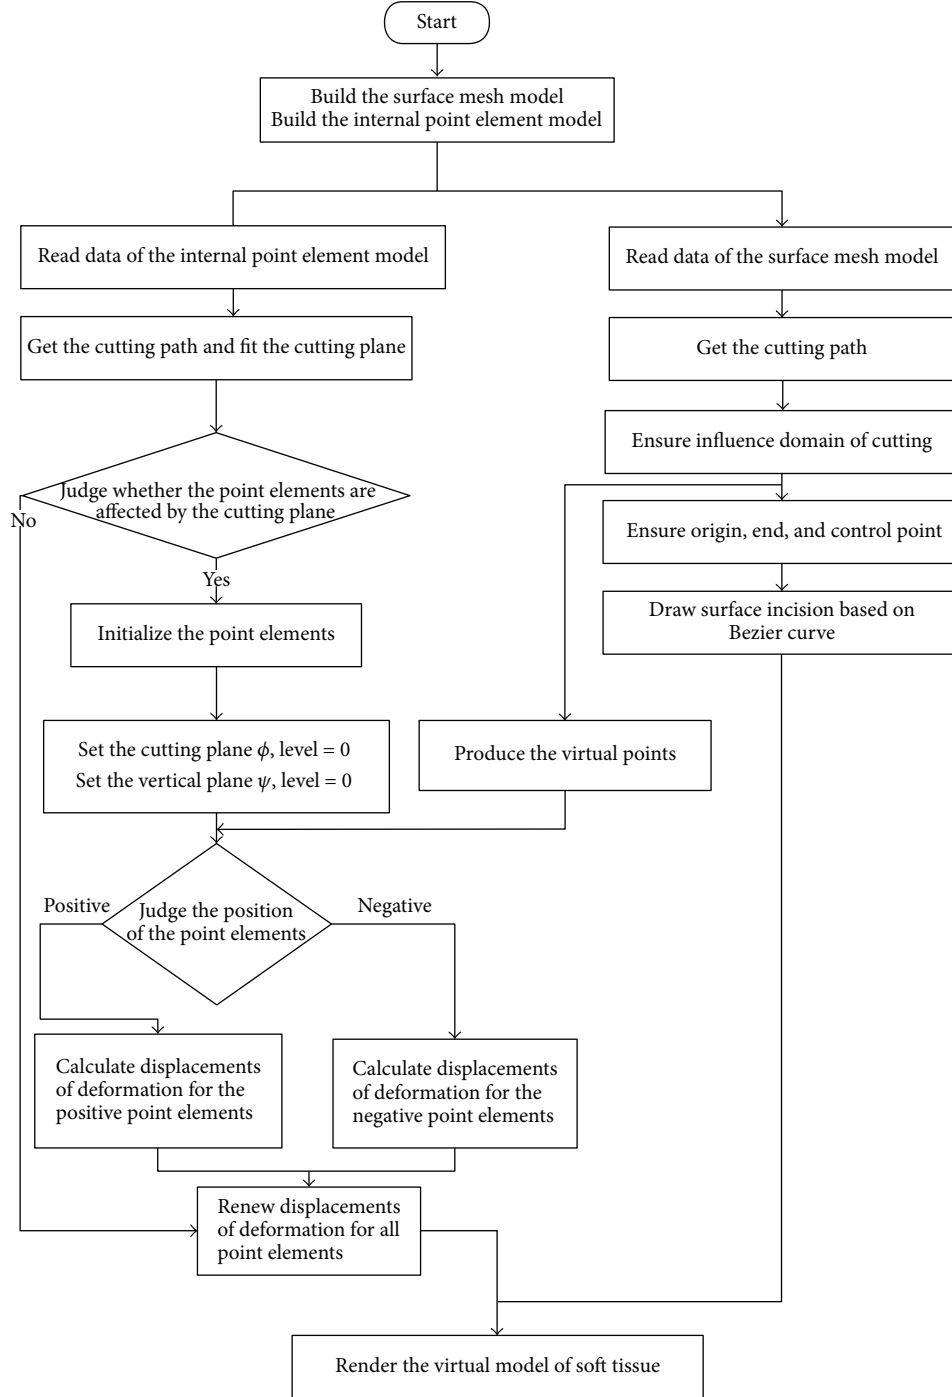 Start
Build the surface mesh model
Build the internal point element model
Read data of the internal point element model
Read data of the surface mesh model
Get the cutting path and fit the cutting plane
Get the cutting path
Ensure influence domain of cutting
Judge whether the point elements are
affected by the cutting plane
No
Ensure origin, end, and control point
Yes
Draw surface incision based on
Bezier curve
Initialize the point elements
Set the cutting plane ϕ, level = 0
Set the vertical plane ψ, level = 0
Produce the virtual points
Positive
Judge the position
of the point elements
Negative
Calculate displacements
of deformation for the
positive point elements
Calculate displacements
of deformation for the
negative point elements
Renew displacements
of deformation for all
point elements
Render the virtual model of soft tissue